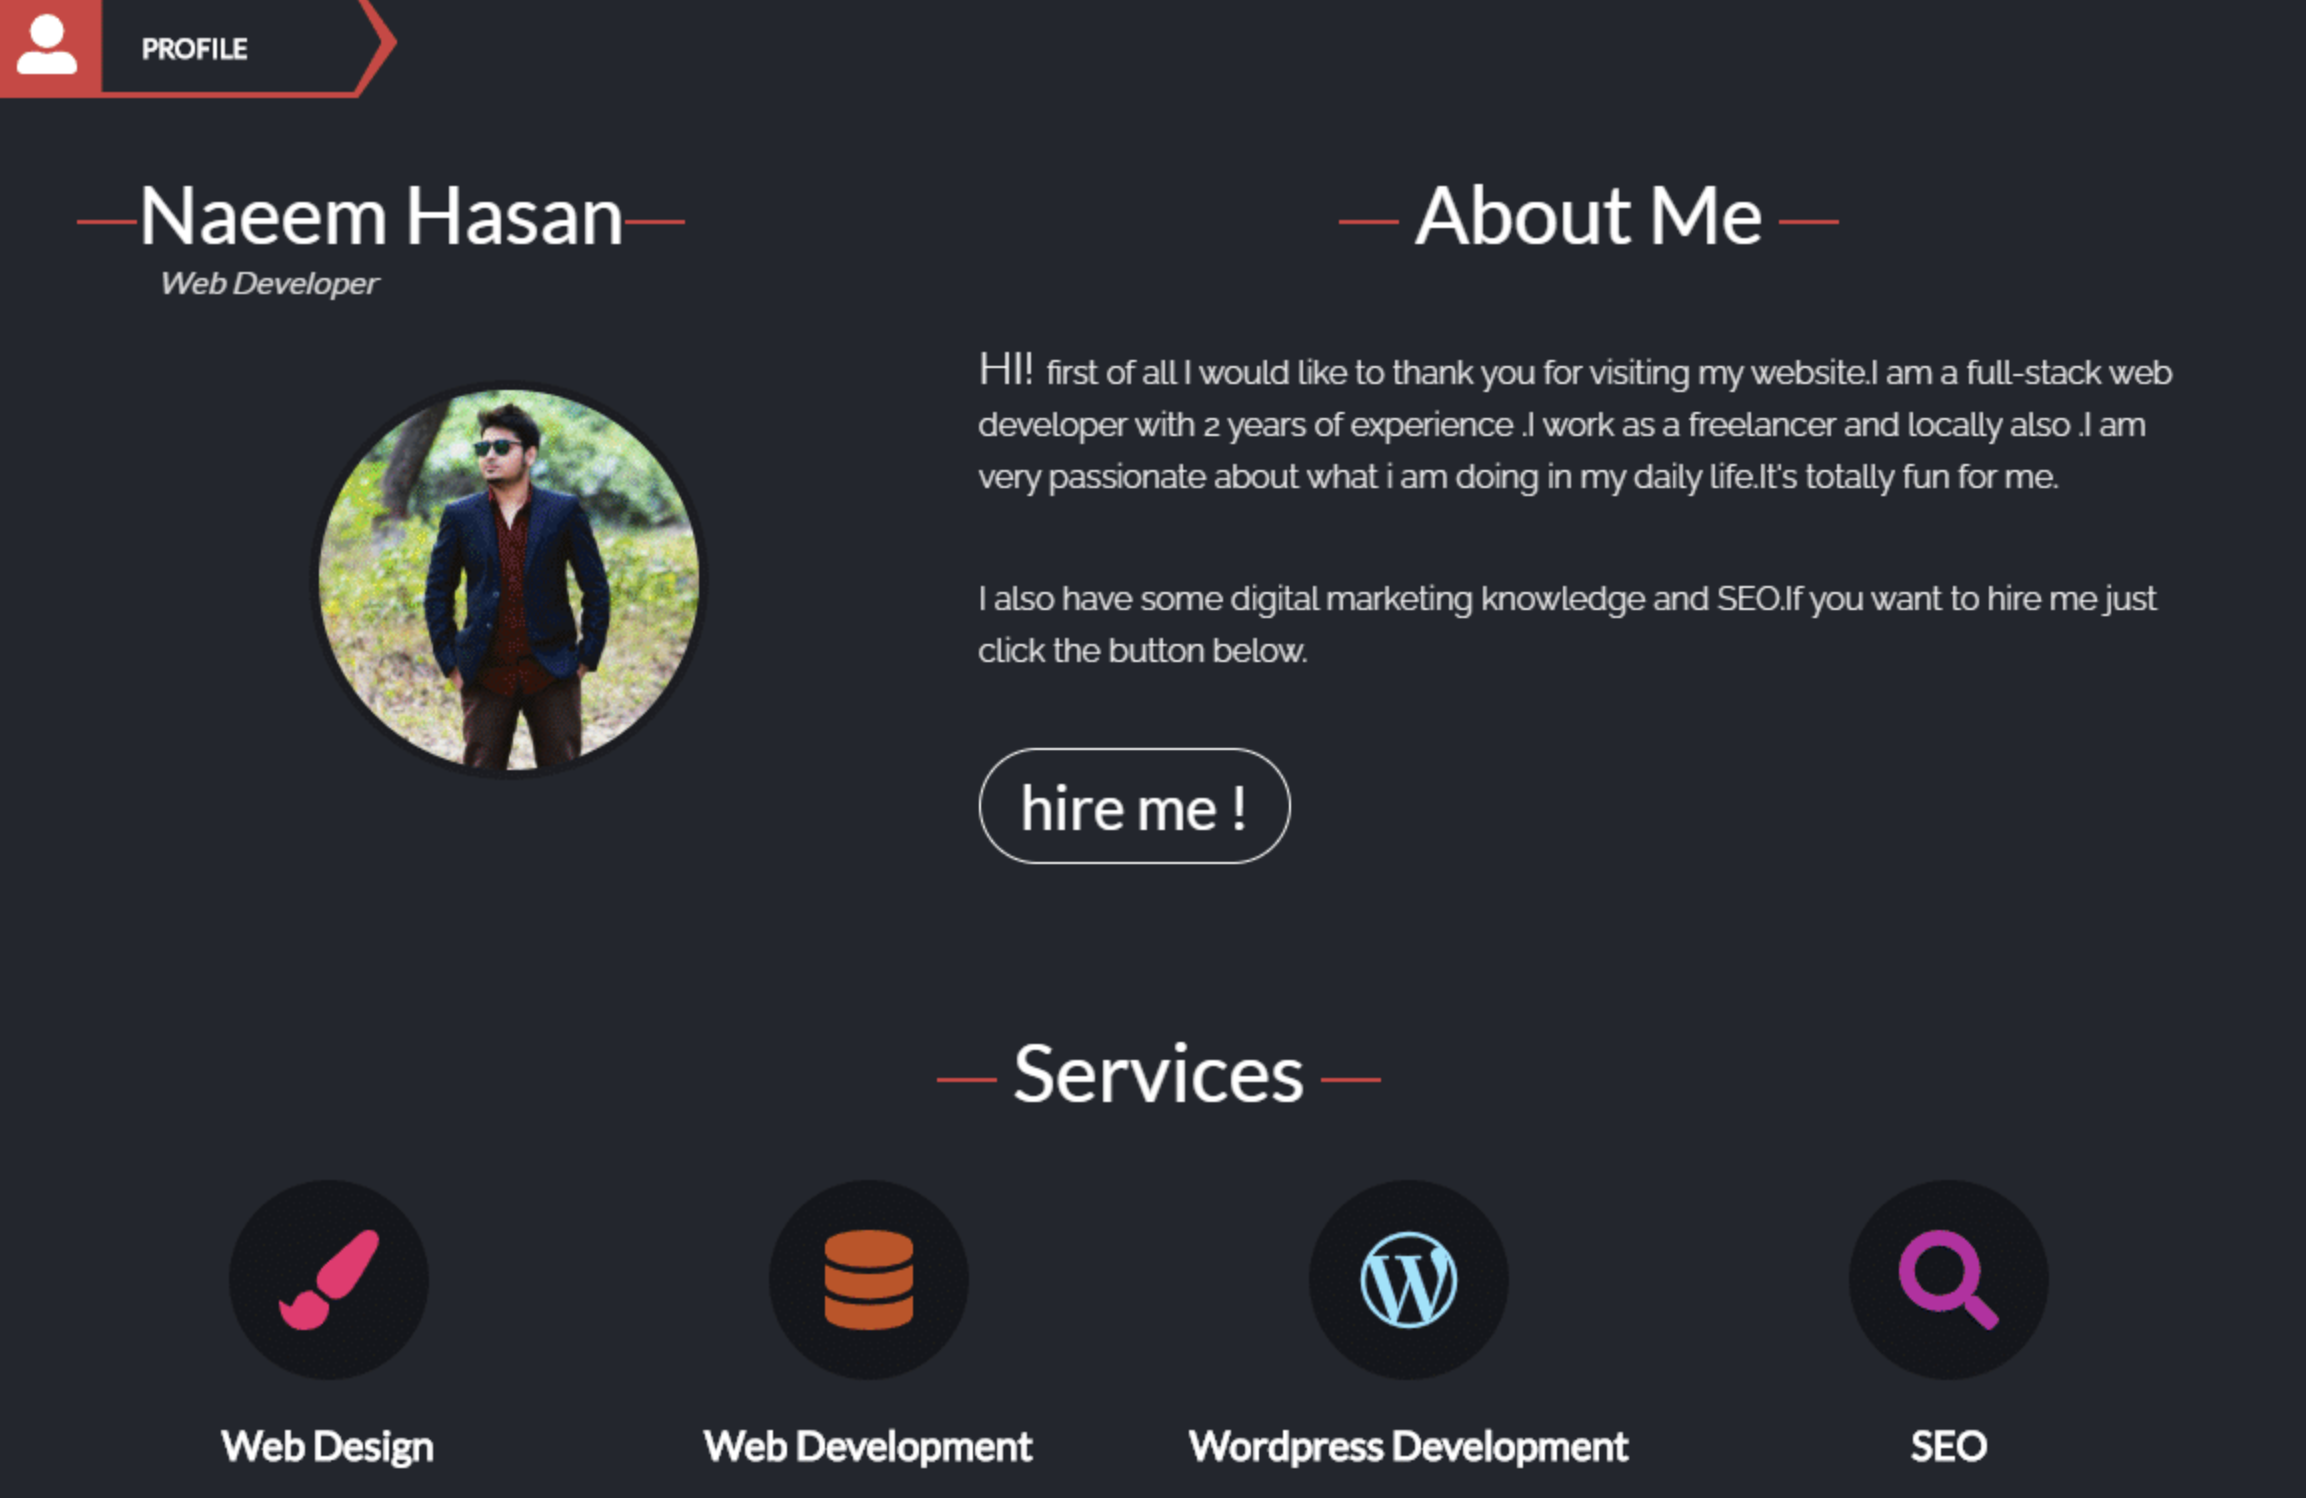 PROFILE
Naeem Hasan
Web Developer
About Me
HI! first of all I would like to thank you for visiting my website.I am a full-stack web
developer with 2 years of experience .I work as a freelancer and locally also .I am
very passionate about what i am doing in my daily life.It's totally fun for me.
I also have some digital marketing knowledge and SEO.If you want to hire me just
click the button below.
hire me !
Services
Web Design
Web Development
Wordpress Development
SEO